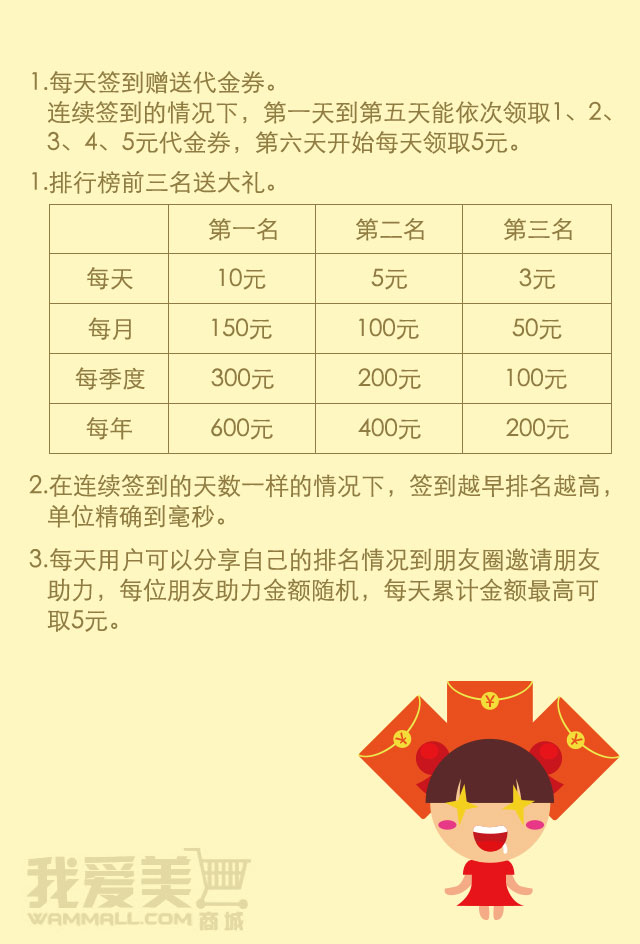 1.每天签到赠送代金券。
连续签到的情况下，第一天到第五天能依次领取1、2、
3、4、5元代金券，第六天开始每天领取5元。
1.排行榜前三名送大礼。
第一名 第二名 第三名
每天 10元 5元 3元
每月 150元 100元 50元
每季度 300元 200元 100元
每年 600元 400元 200元
2.在连续签到的天数一样的情况下，签到越早排名越高，
单位精确到毫秒。
3.每天用户可以分享自己的排名情况到朋友圈邀请朋友
助力，每位朋友助力金额随机，每天累计金额最高可
取5元。
¥
我爱美
WAMMALL.COM 商城